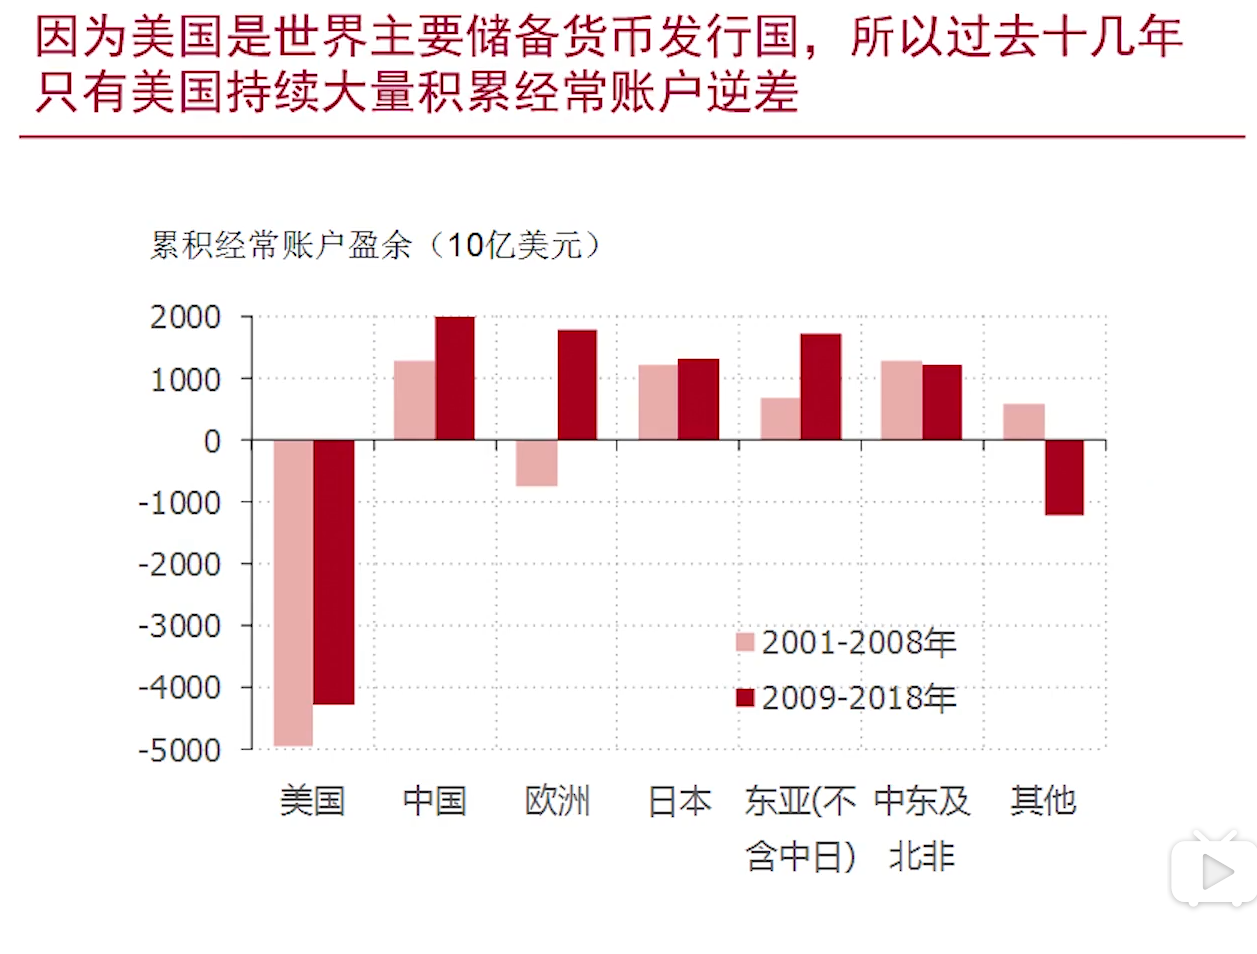 因为美国是世界主要储备货币发行国，所以过去十几年
只有美国持续大量积累经常账户逆差
累积经常账户盈余（10亿美元）
2000
1000
0
-1000
-2000
-3000
-4000
-5000
2001-2008年
2009-2018年
美国
中国
欧洲
日本
东亚(不
含中日)
中东及
北非
其他